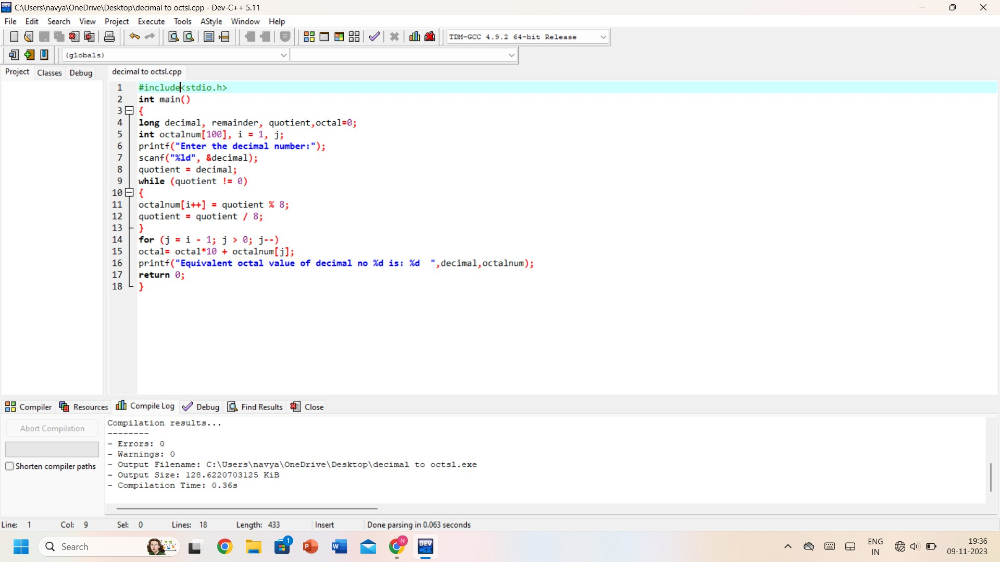 C:\Users\navya\OneDrive\Desktop\decimal to octsl.cpp - Dev-C++ 5.11
File Edit Search View Project Execute Tools AStyle Window Help
TDM-GCC 4.9.2 64-bit Release
(globals)
Project Classes Debug decimal to octsl.cpp
1 #include<stdio.h>
2 int main()
3 {
4 long decimal, remainder, quotient,octal=0;
5 int octalnum[100], i = 1, j;
6 printf("Enter the decimal number:");
7 scanf("%ld", &decimal);
8 quotient = decimal;
9 while (quotient != 0)
10 {
11 octalnum[i++] = quotient % 8;
12 quotient = quotient / 8;
13 }
14 for (j = i - 1; j > 0; j--)
15 octal= octal*10 + octalnum[j];
16 printf("Equivalent octal value of decimal no %d is: %d  ",decimal,octalnum);
17 return 0;
18 }
Compiler Resources Compile Log Debug Find Results Close
Abort Compilation
Shorten compiler paths
Compilation results...
--------
- Errors: 0
- Warnings: 0
- Output Filename: C:\Users\navya\OneDrive\Desktop\decimal to octsl.exe
- Output Size: 128.6220703125 KiB
- Compilation Time: 0.36s
Line: 1 Col: 9 Sel: 0 Lines: 18 Length: 433 Insert Done parsing in 0.063 seconds
Search
1
P
W
N
DEV
C++
ENG
IN
19:36
09-11-2023